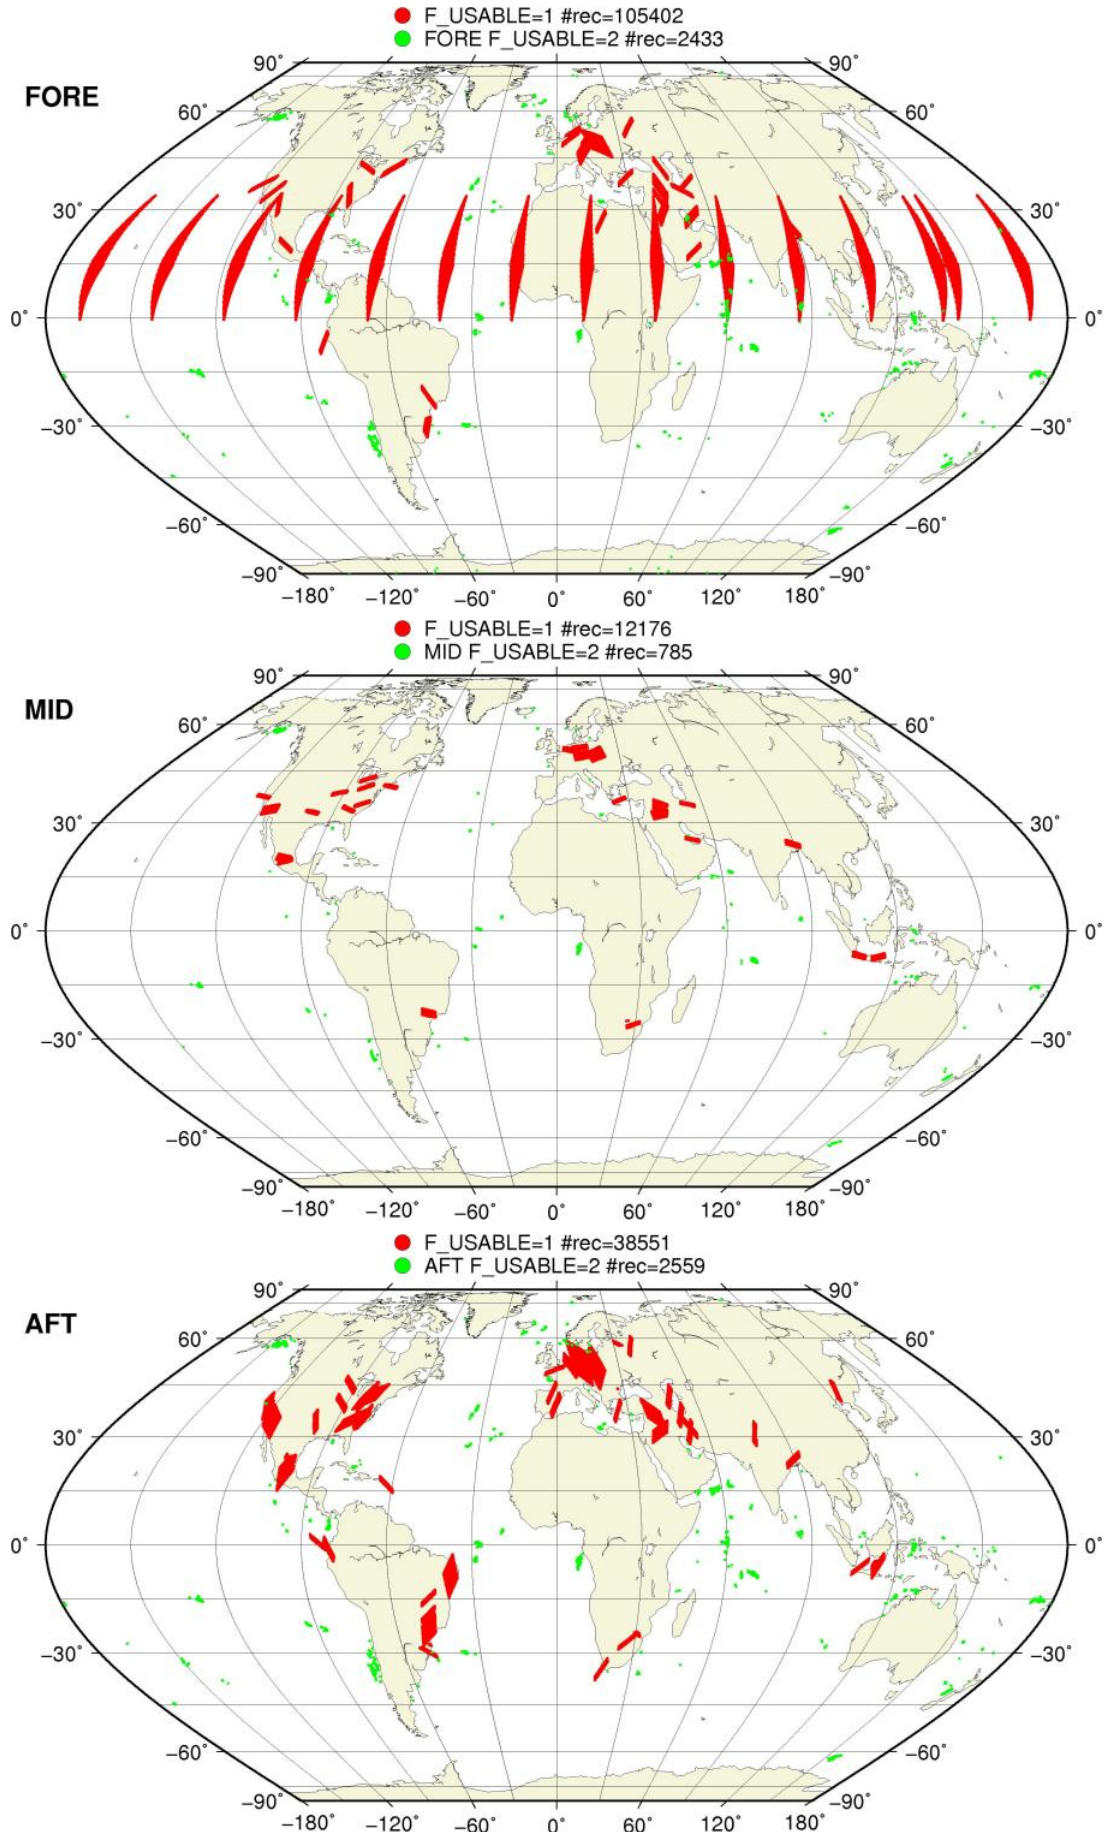 F_USABLE=1 #rec=105402
FORE F_USABLE=2 #rec=2433
FORE
90° 90°
60° 60°
30° 30°
0° 0°
−30° −30°
−60° −60°
−90° −90°
−180° −120° −60° 0° 60° 120° 180°
F_USABLE=1 #rec=12176
MID F_USABLE=2 #rec=785
MID
90° 90°
60° 60°
30° 30°
0° 0°
−30° −30°
−60° −60°
−90° −90°
−180° −120° −60° 0° 60° 120° 180°
F_USABLE=1 #rec=38551
AFT F_USABLE=2 #rec=2559
AFT
90° 90°
60° 60°
30° 30°
0° 0°
−30° −30°
−60° −60°
−90° −90°
−180° −120° −60° 0° 60° 120° 180°